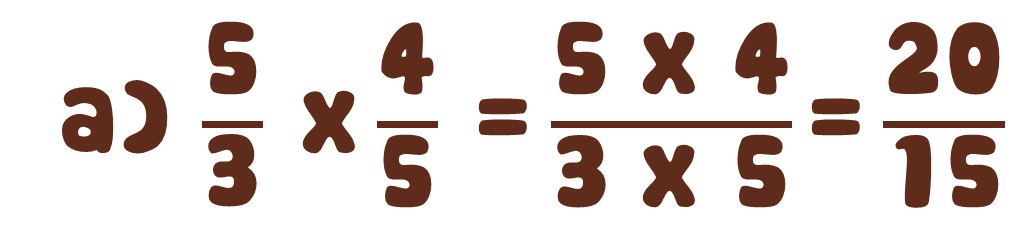 a) 5/3 x 4/5 = 5 x 4/3 x 5 = 20/15